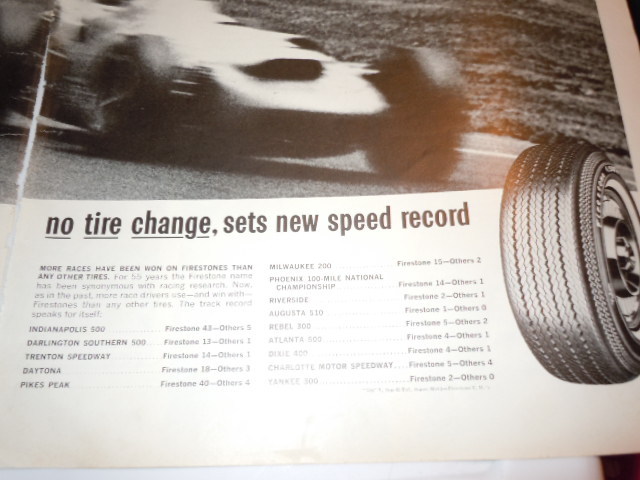 no tire change, sets new speed record
MORE RACES HAVE BEEN WON ON FIRESTONES THAN
ANY OTHER TIRES. For 55 years the Firestone name
has been synonymous with racing research. Now,
as in the past, more race drivers use—and win with—
Firestones than any other tires. The track record
speaks for itself:
INDIANAPOLIS 500 Firestone 43—Others 5
DARLINGTON SOUTHERN 500 Firestone 13—Others 1
TRENTON SPEEDWAY Firestone 14—Others 1
DAYTONA Firestone 18—Others 3
PIKES PEAK Firestone 40—Others 4
MILWAUKEE 200 Firestone 15—Others 2
PHOENIX 100-MILE NATIONAL
CHAMPIONSHIP Firestone 14—Others 1
RIVERSIDE Firestone 2—Others 1
AUGUSTA 510 Firestone 1—Others 0
REBEL 300 Firestone 5—Others 2
ATLANTA 500 Firestone 4—Others 1
DIXIE 400 Firestone 4—Others 1
CHARLOTTE MOTOR SPEEDWAY Firestone 5—Others 4
YANKEE 300 Firestone 2—Others 0